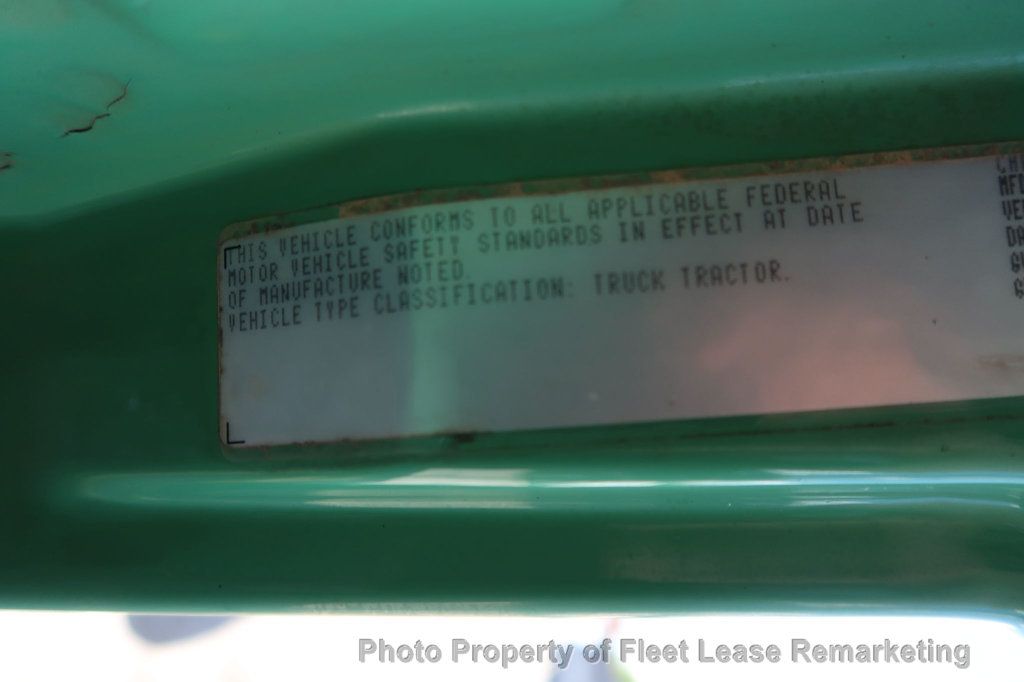 THIS VEHICLE CONFORMS TO ALL APPLICABLE FEDERAL
MOTOR VEHICLE SAFETY STANDARDS IN EFFECT AT DATE
OF MANUFACTURE NOTED.
VEHICLE TYPE CLASSIFICATION: TRUCK TRACTOR.
Photo Property of Fleet Lease Remarketing